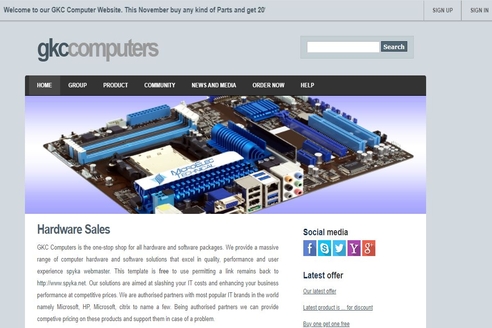 Welcome to our GKC Computer Website. This November buy any kind of Parts and get 20
SIGN UP
SIGN IN
gkccomputers
Search
HOME GROUP PRODUCT COMMUNITY NEWS AND MEDIA ORDER NOW HELP
MICROELEC
TECHNICAL
Hardware Sales
GKC Computers is the one-stop shop for all hardware and software packages. We provide a massive
range of computer hardware and software solutions that excel in quality, performance and user
experience spyka webmaster. This template is free to use permitting a link remains back to
http://www.spyka.net. Our solutions are aimed at slashing your IT costs and enhancing your business
performance at competitive prices. We are authorised partners with most popular IT brands in the world
namely Microsoft, HP, Microsoft, citrix to name a free. Being authorised partners we can provide
competive pricing on these products and support them in case of a problem
Social media
Latest offer
Our latest offer
Latest product is .... for discount
Buy one get one free